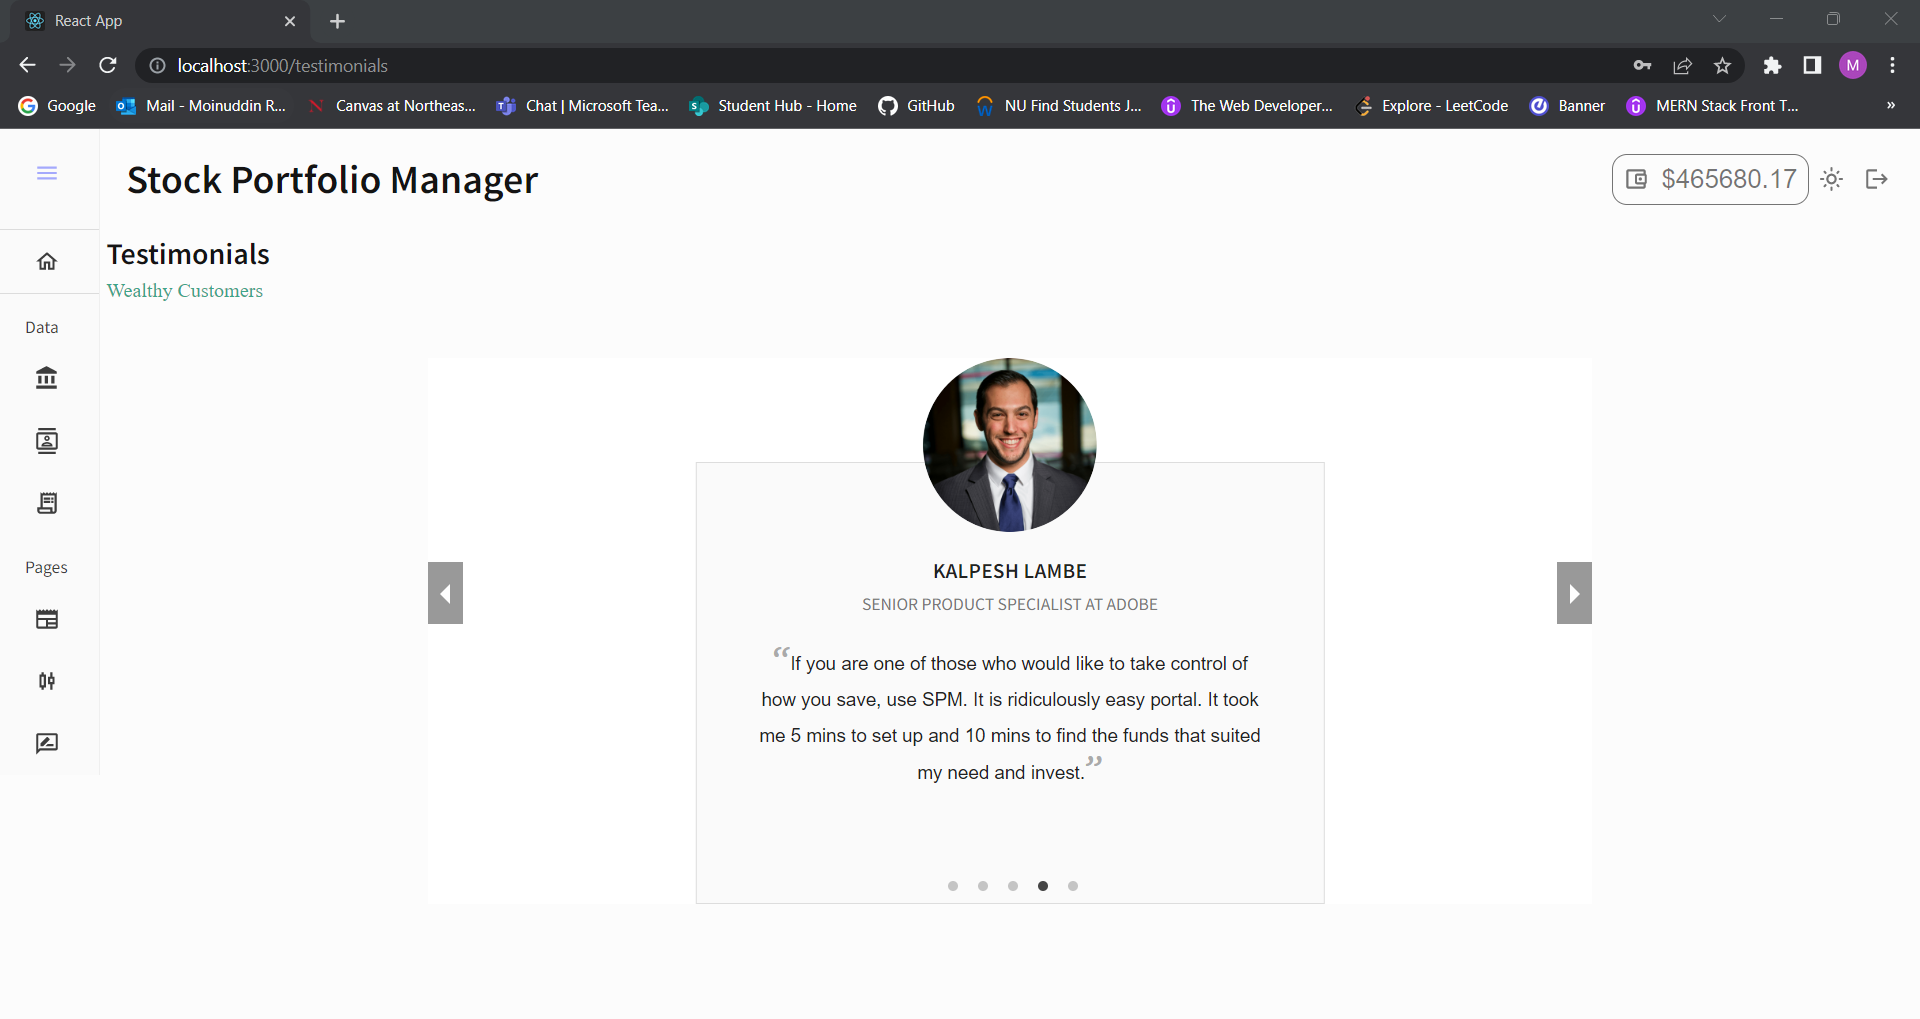 React App
localhost:3000/testimonials
M
Google
Mail - Moinuddin R...
Canvas at Northeas...
Chat | Microsoft Tea...
Student Hub - Home
GitHub
NU Find Students J...
The Web Developer...
Explore - LeetCode
Banner
MERN Stack Front T...
»
Stock Portfolio Manager
$465680.17
Testimonials
Wealthy Customers
Data
Pages
KALPESH LAMBE
SENIOR PRODUCT SPECIALIST AT ADOBE
“If you are one of those who would like to take control of
how you save, use SPM. It is ridiculously easy portal. It took
me 5 mins to set up and 10 mins to find the funds that suited
my need and invest.”